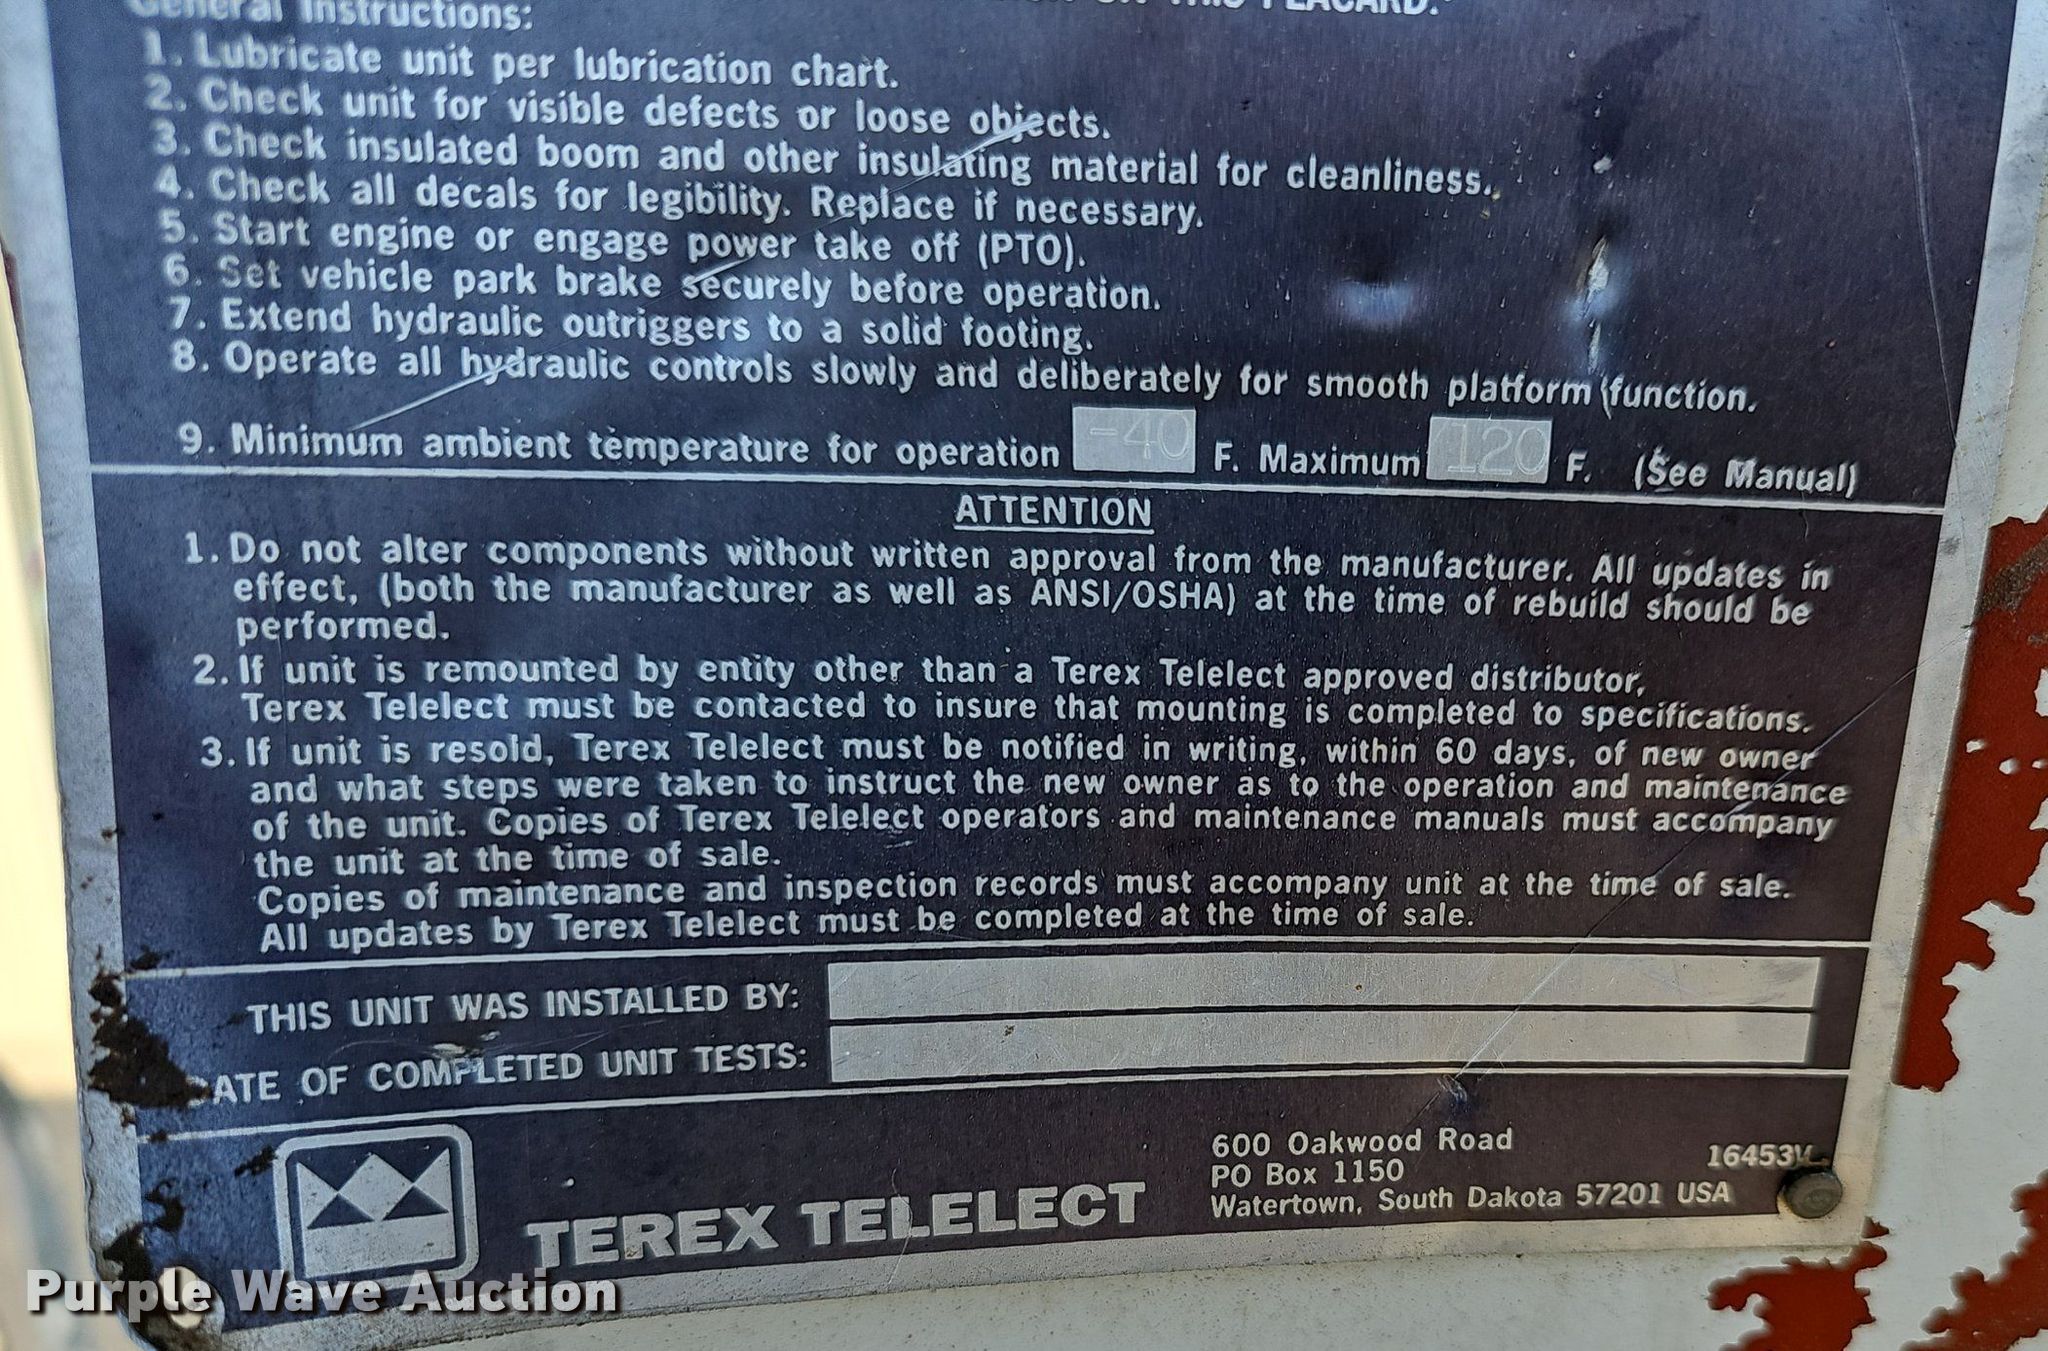 THIS PLACARD.
General Instructions:
1. Lubricate unit per lubrication chart.
2. Check unit for visible defects or loose objects.
3. Check insulated boom and other insulating material for cleanliness.
4. Check all decals for legibility. Replace if necessary.
5. Start engine or engage power take off (PTO).
6. Set vehicle park brake securely before operation.
7. Extend hydraulic outriggers to a solid footing.
8. Operate all hydraulic controls slowly and deliberately for smooth platform function.
9. Minimum ambient temperature for operation -40 F. Maximum 120 F. (See Manual)
ATTENTION
1. Do not alter components without written approval from the manufacturer. All updates in
effect, (both the manufacturer as well as ANSI/OSHA) at the time of rebuild should be
performed.
2. If unit is remounted by entity other than a Terex Telelect approved distributor,
Terex Telelect must be contacted to insure that mounting is completed to specifications.
3. If unit is resold, Terex Telelect must be notified in writing, within 60 days, of new owner
and what steps were taken to instruct the new owner as to the operation and maintenance
of the unit. Copies of Terex Telelect operators and maintenance manuals must accompany
the unit at the time of sale.
Copies of maintenance and inspection records must accompany unit at the time of sale.
All updates by Terex Telelect must be completed at the time of sale.
THIS UNIT WAS INSTALLED BY:
DATE OF COMPLETED UNIT TESTS:
TEREX TELELECT
600 Oakwood Road
PO Box 1150
Watertown, South Dakota 57201 USA
16453V
Purple Wave Auction